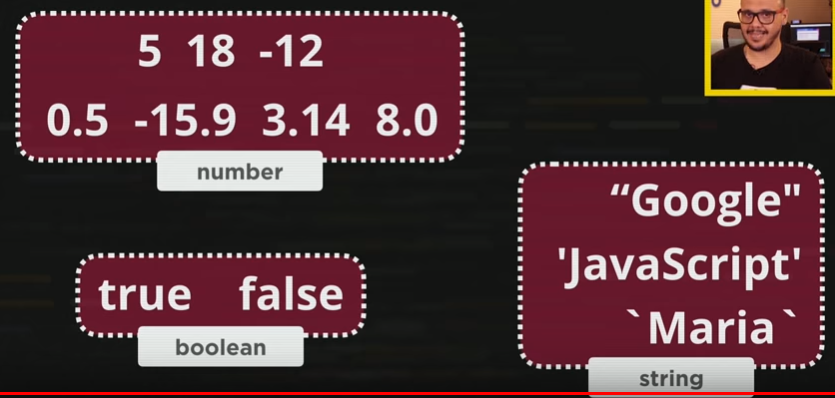 5 18 -12
0.5 -15.9 3.14 8.0
number
true false
boolean
“Google"
'JavaScript'
`Maria`
string